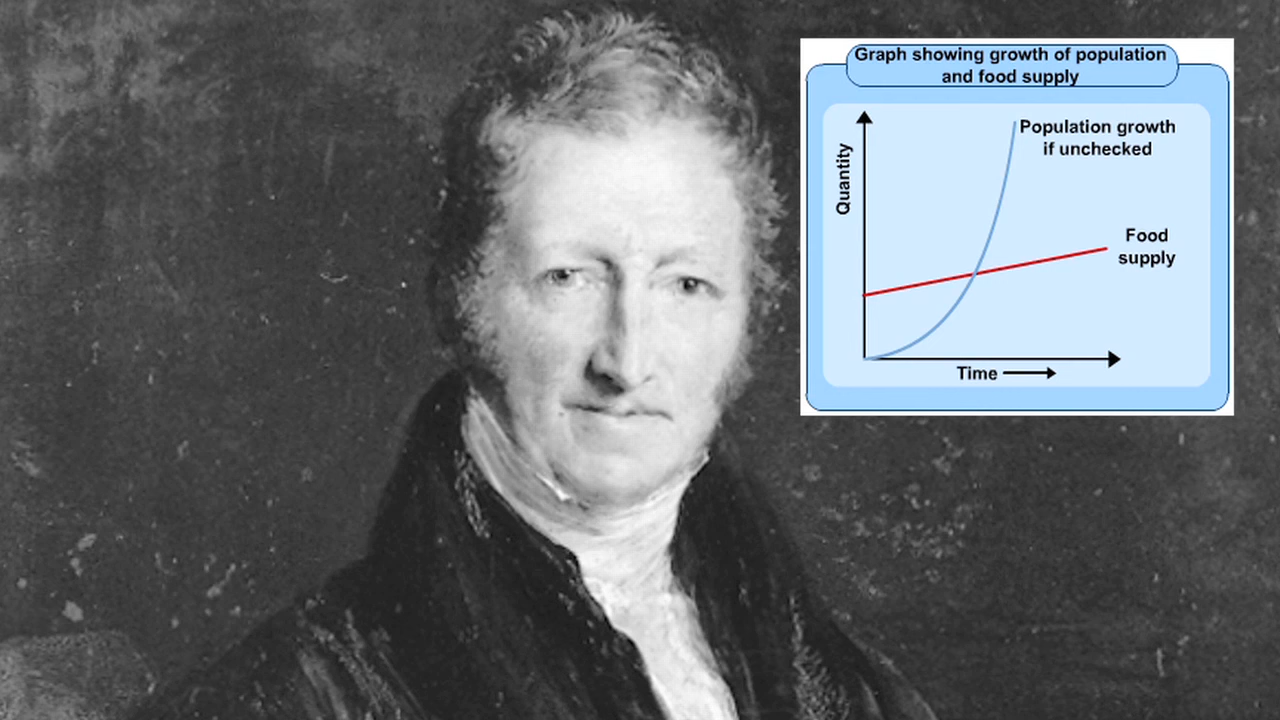 Graph showing growth of population
and food supply
Quantity
Population growth
if unchecked
Food
supply
Time